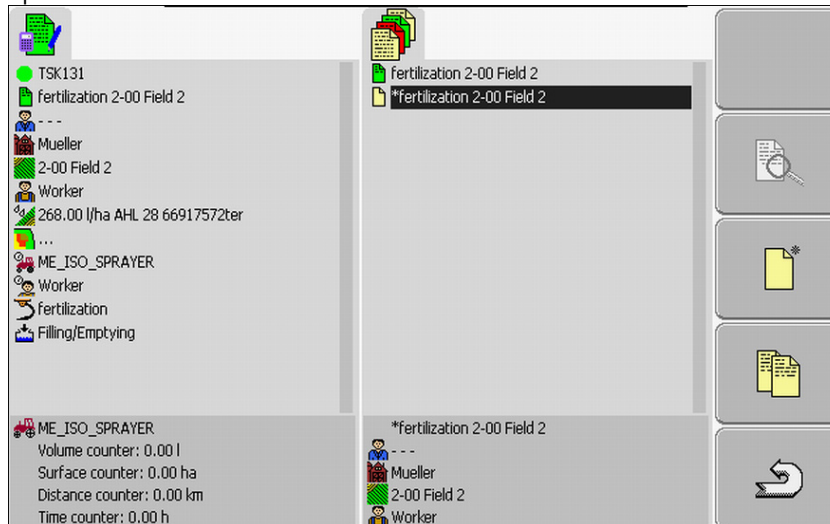 TSK131
fertilization 2-00 Field 2
---
Mueller
2-00 Field 2
Worker
268.00 l/ha AHL 28 66917572ter
...
ME_ISO_SPRAYER
Worker
fertilization
Filling/Emptying
ME_ISO_SPRAYER
Volume counter: 0.00 l
Surface counter: 0.00 ha
Distance counter: 0.00 km
Time counter: 0.00 h
fertilization 2-00 Field 2
*fertilization 2-00 Field 2
*fertilization 2-00 Field 2
---
Mueller
2-00 Field 2
Worker